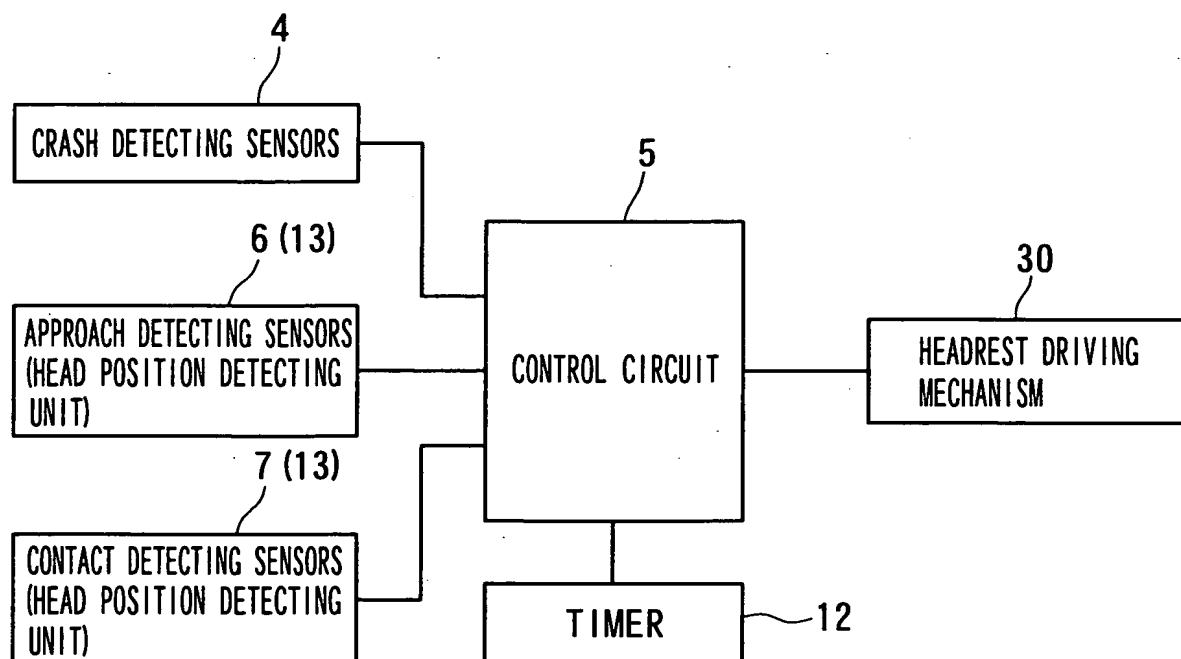 4
CRASH DETECTING SENSORS
5
6 (13)
30
APPROACH DETECTING SENSORS
(HEAD POSITION DETECTING
UNIT)
CONTROL CIRCUIT
HEADREST DRIVING
MECHANISM
7 (13)
CONTACT DETECTING SENSORS
(HEAD POSITION DETECTING
UNIT)
TIMER
12